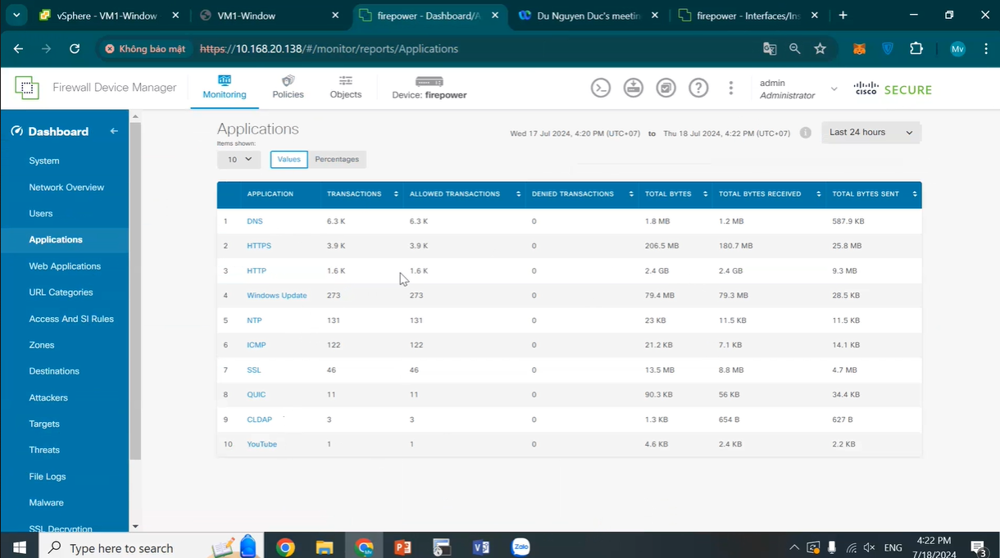 vSphere - VM1-Window
VM1-Window
firepower - Dashboard/A
Du Nguyen Duc's meetin
firepower - Interfaces/Ins
Không bảo mật
https://10.168.20.138/#/monitor/reports/Applications
Mv
Firewall Device Manager
Monitoring
Policies
Objects
Device: firepower
admin
Administrator
cisco SECURE
Dashboard
System
Network Overview
Users
Applications
Web Applications
URL Categories
Access And SI Rules
Zones
Destinations
Attackers
Targets
Threats
File Logs
Malware
SSL Decryption
Applications
Items shown:
10
Values
Percentages
Wed 17 Jul 2024, 4:20 PM (UTC+07) to Thu 18 Jul 2024, 4:22 PM (UTC+07)
Last 24 hours
APPLICATION TRANSACTIONS ALLOWED TRANSACTIONS DENIED TRANSACTIONS TOTAL BYTES TOTAL BYTES RECEIVED TOTAL BYTES SENT
1 DNS 6.3 K 6.3 K 0 1.8 MB 1.2 MB 587.9 KB
2 HTTPS 3.9 K 3.9 K 0 206.5 MB 180.7 MB 25.8 MB
3 HTTP 1.6 K 1.6 K 0 2.4 GB 2.4 GB 9.3 MB
4 Windows Update 273 273 0 79.4 MB 79.3 MB 28.5 KB
5 NTP 131 131 0 23 KB 11.5 KB 11.5 KB
6 ICMP 122 122 0 21.2 KB 7.1 KB 14.1 KB
7 SSL 46 46 0 13.5 MB 8.8 MB 4.7 MB
8 QUIC 11 11 0 90.3 KB 56 KB 34.4 KB
9 CLDAP 3 3 0 1.3 KB 654 B 627 B
10 YouTube 1 1 0 4.6 KB 2.4 KB 2.2 KB
Type here to search
Zalo
ENG
4:22 PM
7/18/2024
3